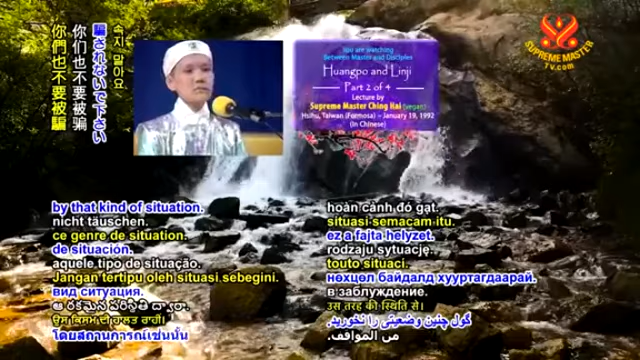 속지 말아요.
騙されないで下さい
你们也不要被骗
你們也不要被騙
You are watching
Between Master and Disciples
Huangpo and Linji
Part 2 of 4
Lecture by
Supreme Master Ching Hai (vegan)
Hsihu, Taiwan (Formosa) ~ January 19, 1992
(In Chinese)
SUPREME MASTER
TV.com
by that kind of situation.
nicht täuschen.
ce genre de situation.
de situación.
aquele tipo de situação.
Jangan tertipu oleh situasi sebegini.
вид ситуация.
ఆ రకమైన పరిస్థితి ద్వారా.
ਉਸ ਕਿਸਮ ਦੀ ਹਾਲਤ ਰਾਹੀਂ।
โดยสถานการณ์เช่นนั้น
hoàn cảnh đó gạt.
situasi semacam itu.
ez a fajta helyzet.
rodzaju sytuację.
touto situací.
нөхцөл байдалд хууртагдаарай.
в заблуждение.
उस तरह की स्थिति से।
گول چنین وضعیتی را نخورید.
من المواقف.